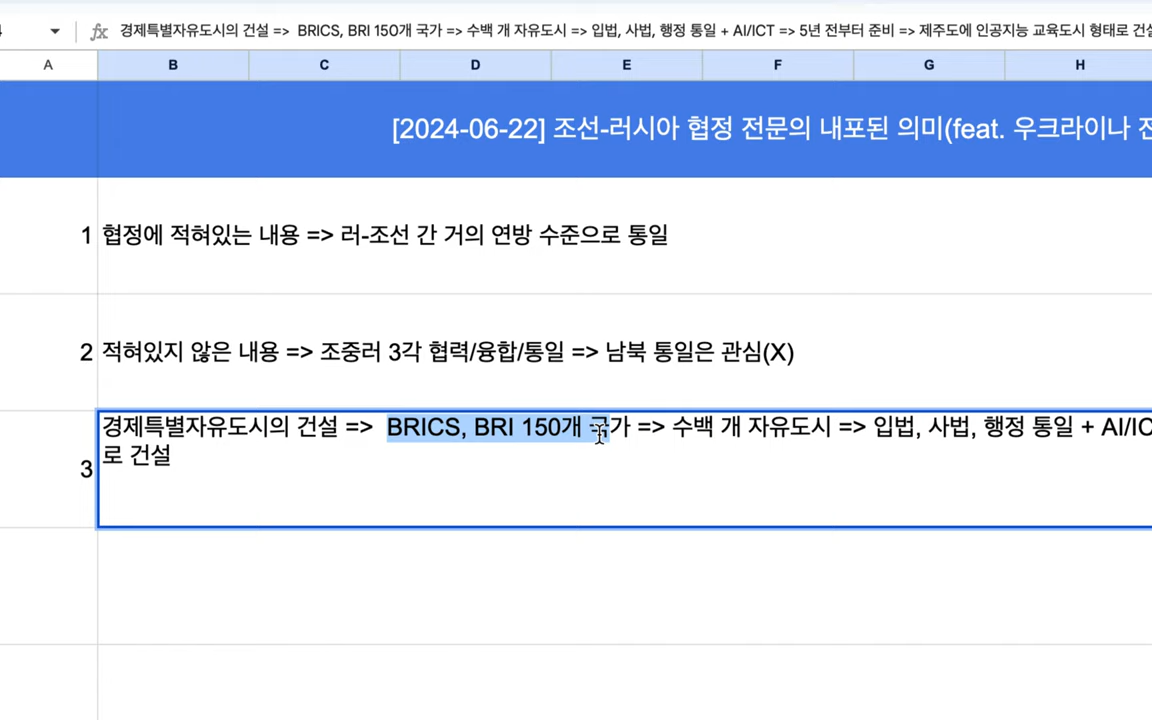 경제특별자유도시의 건설 => BRICS, BRI 150개 국가 => 수백 개 자유도시 => 입법, 사법, 행정 통일 + AI/ICT => 5년 전부터 준비 => 제주도에 인공지능 교육도시 형태로
A B C D E F G H
[2024-06-22] 조선-러시아 협정 전문의 내포된 의미(feat. 우크라이나
1 협정에 적혀있는 내용 => 러-조선 간 거의 연방 수준으로 통일
2 적혀있지 않은 내용 => 조중러 3각 협력/융합/통일 => 남북 통일은 관심(X)
경제특별자유도시의 건설 => BRICS, BRI 150개 국가 => 수백 개 자유도시 => 입법, 사법, 행정 통일 + AI/IC
로 건설
3